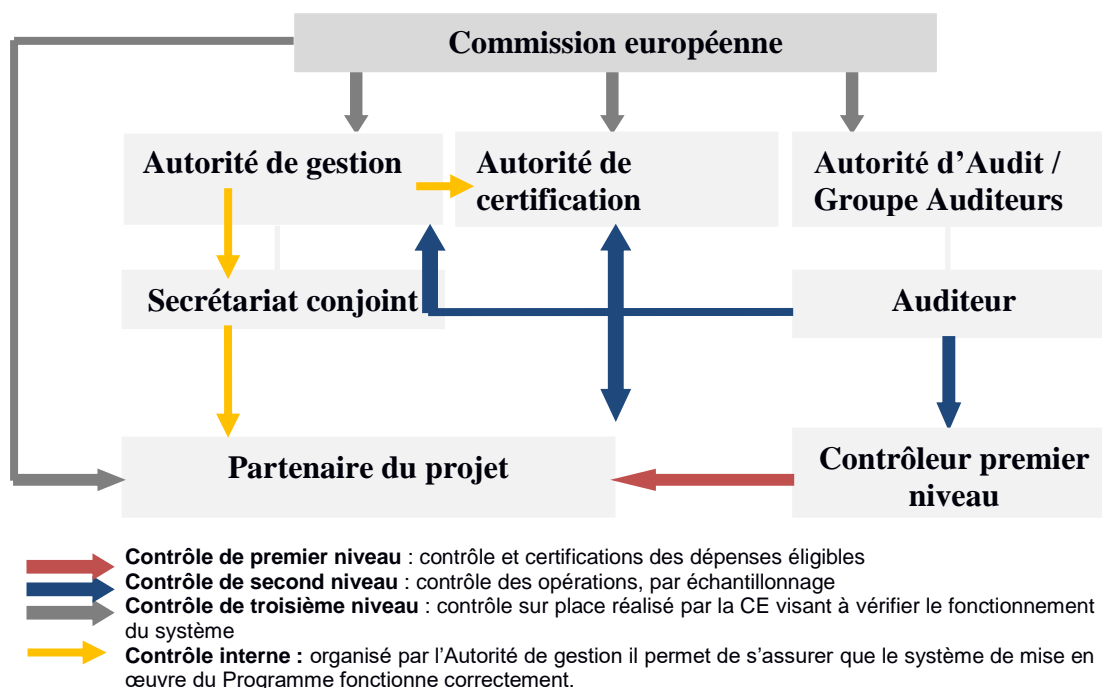 Commission européenne
Autorité de gestion
Autorité de
certification
Autorité d’Audit /
Groupe Auditeurs
Secrétariat conjoint
Auditeur
Partenaire du projet
Contrôleur premier
niveau
Contrôle de premier niveau : contrôle et certifications des dépenses éligibles
Contrôle de second niveau : contrôle des opérations, par échantillonnage
Contrôle de troisième niveau : contrôle sur place réalisé par la CE visant à vérifier le fonctionnement
du système
Contrôle interne : organisé par l’Autorité de gestion il permet de s’assurer que le système de mise en
œuvre du Programme fonctionne correctement.